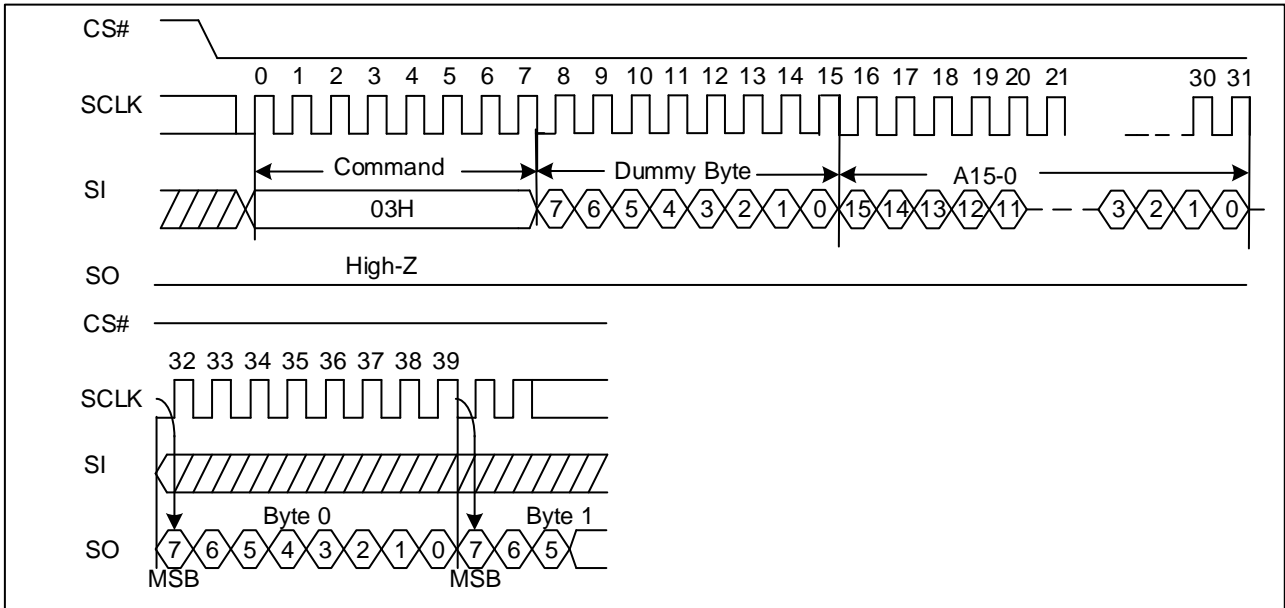 CS#
0 1 2 3 4 5 6 7 8 9 10 11 12 13 14 15 16 17 18 19 20 21 30 31
SCLK
Command Dummy Byte A15-0
SI
03H 7 6 5 4 3 2 1 0 15 14 13 12 11 3 2 1 0
High-Z
SO
CS#
32 33 34 35 36 37 38 39
SCLK
SI
Byte 0 Byte 1
SO 7 6 5 4 3 2 1 0 7 6 5
MSB MSB